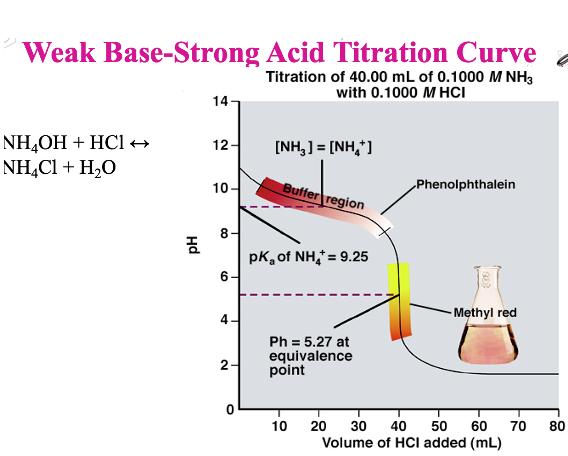 Weak Base-Strong Acid Titration Curve
Titration of 40.00 mL of 0.1000 M NH₃
with 0.1000 M HCl
NH₄OH + HCl ↔
NH₄Cl + H₂O
14
12
10
8
6
4
2
0
pH
[NH₃] = [NH₄⁺]
Buffer region
Phenolphthalein
pKₐ of NH₄⁺ = 9.25
Methyl red
Ph = 5.27 at
equivalence
point
10 20 30 40 50 60 70 80
Volume of HCl added (mL)